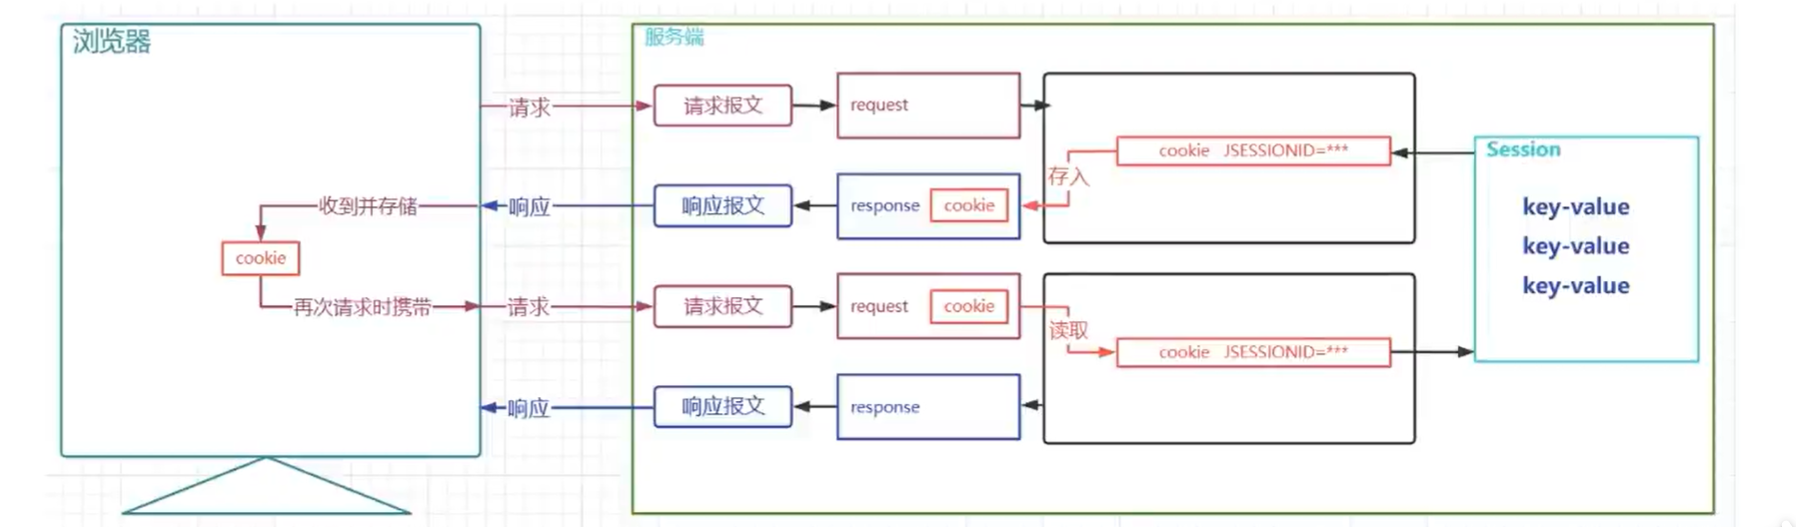 浏览器
服务端
请求
请求报文
request
cookie JSESSIONID=***
Session
存入
key-value
key-value
key-value
收到并存储
响应
响应报文
response
cookie
cookie
再次请求时携带
请求
请求报文
request
cookie
读取
cookie JSESSIONID=***
响应
响应报文
response